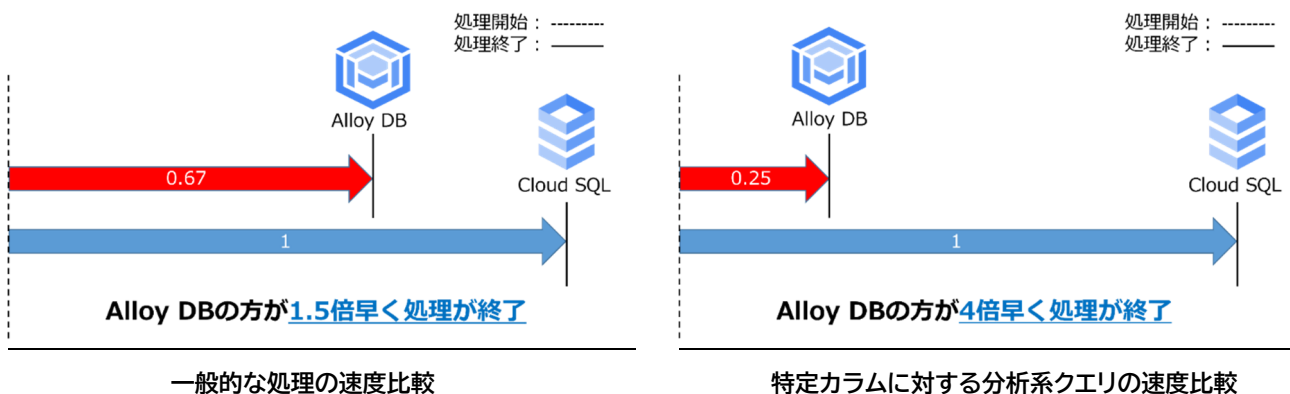 処理開始：---------
処理終了：———
Alloy DB
0.67
Cloud SQL
1
Alloy DBの方が1.5倍早く処理が終了
一般的な処理の速度比較
処理開始：---------
処理終了：———
Alloy DB
0.25
Cloud SQL
1
Alloy DBの方が4倍早く処理が終了
特定カラムに対する分析系クエリの速度比較